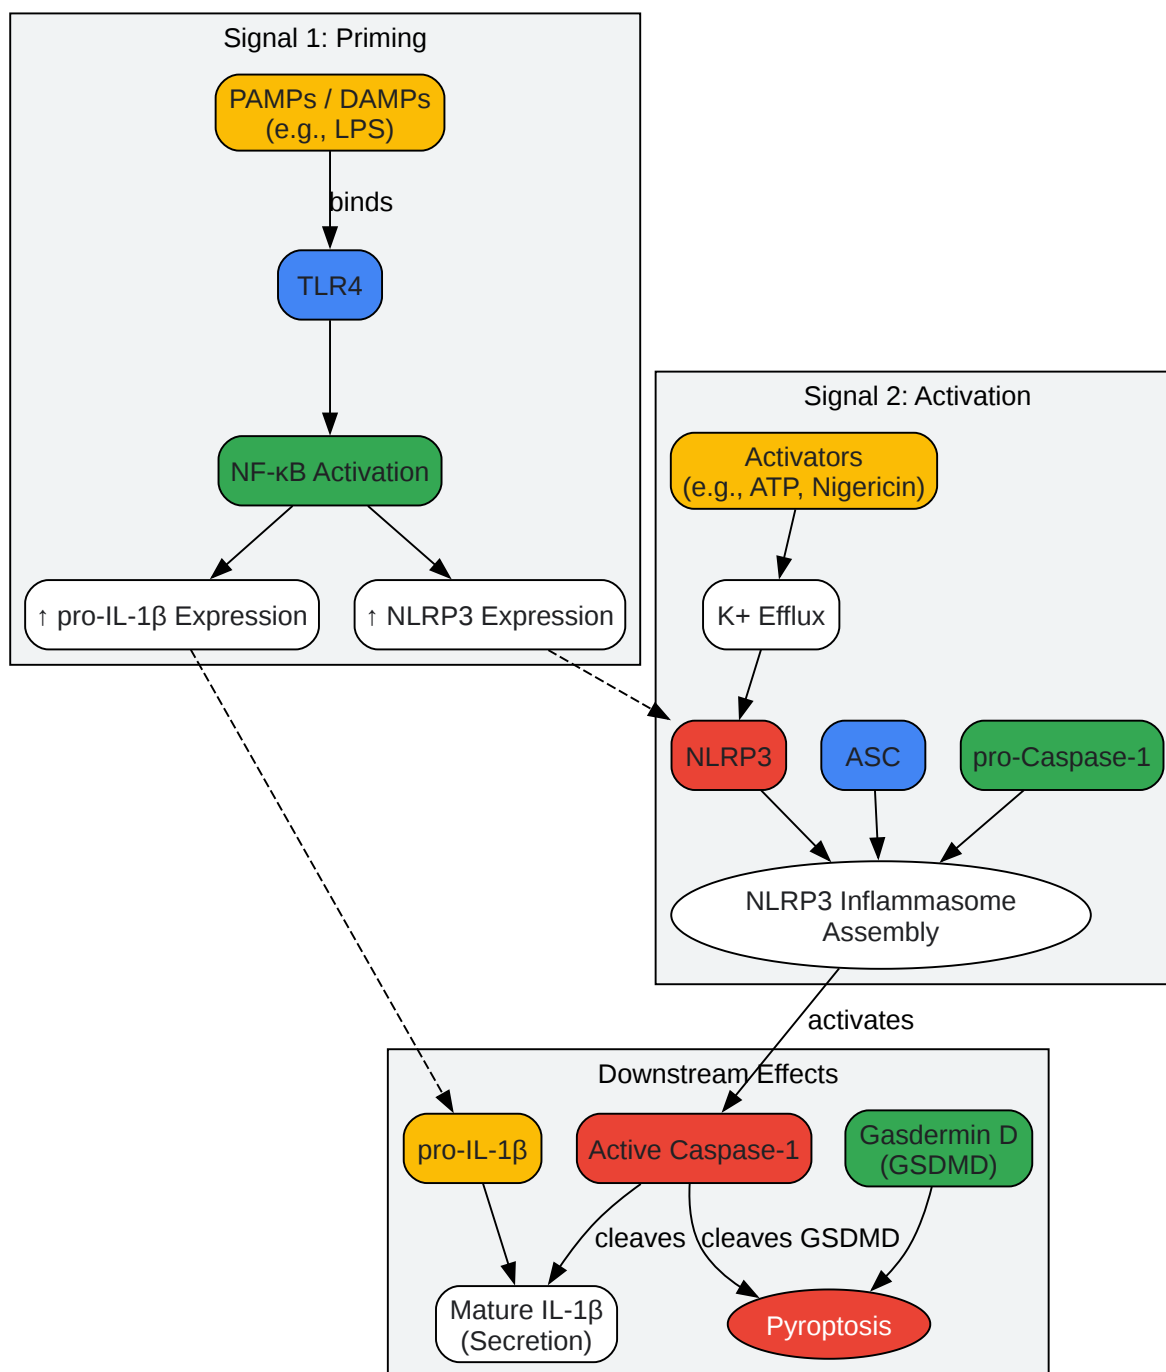 Signal 1: Priming
PAMPs / DAMPs
(e.g., LPS)
binds
TLR4
NF-κB Activation
↑ pro-IL-1β Expression
↑ NLRP3 Expression
Signal 2: Activation
Activators
(e.g., ATP, Nigericin)
K+ Efflux
NLRP3
ASC
pro-Caspase-1
NLRP3 Inflammasome
Assembly
activates
Downstream Effects
pro-IL-1β
Active Caspase-1
Gasdermin D
(GSDMD)
cleaves
cleaves GSDMD
Mature IL-1β
(Secretion)
Pyroptosis